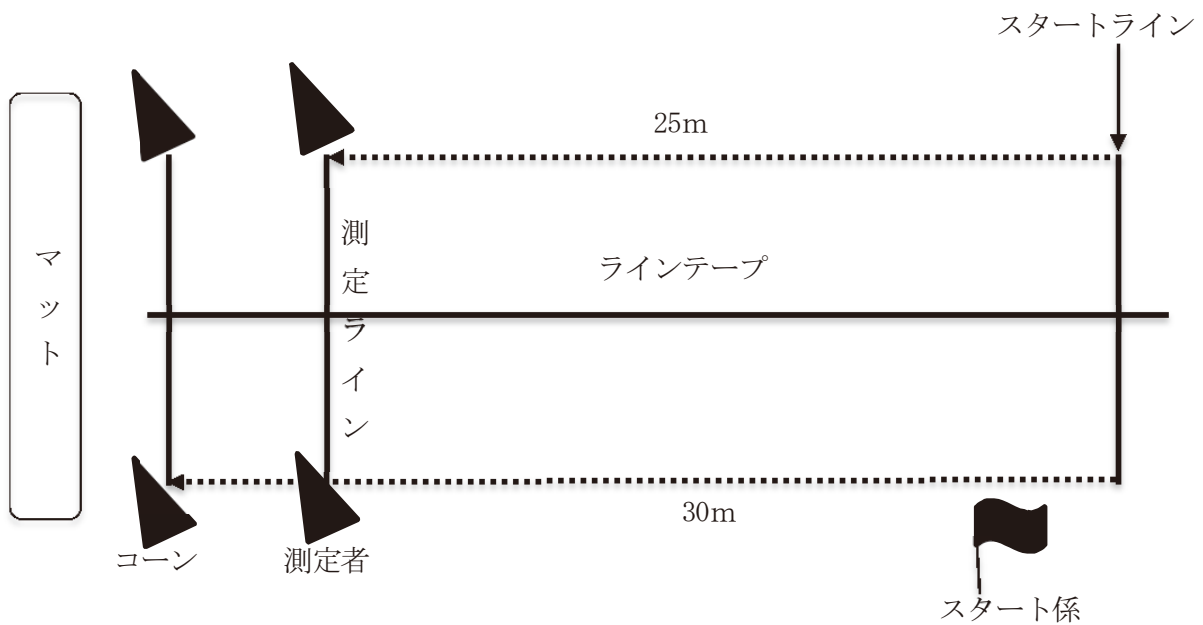 スタートライン
25m
マット
測定ライン
ラインテープ
30m
コーン
測定者
スタート係